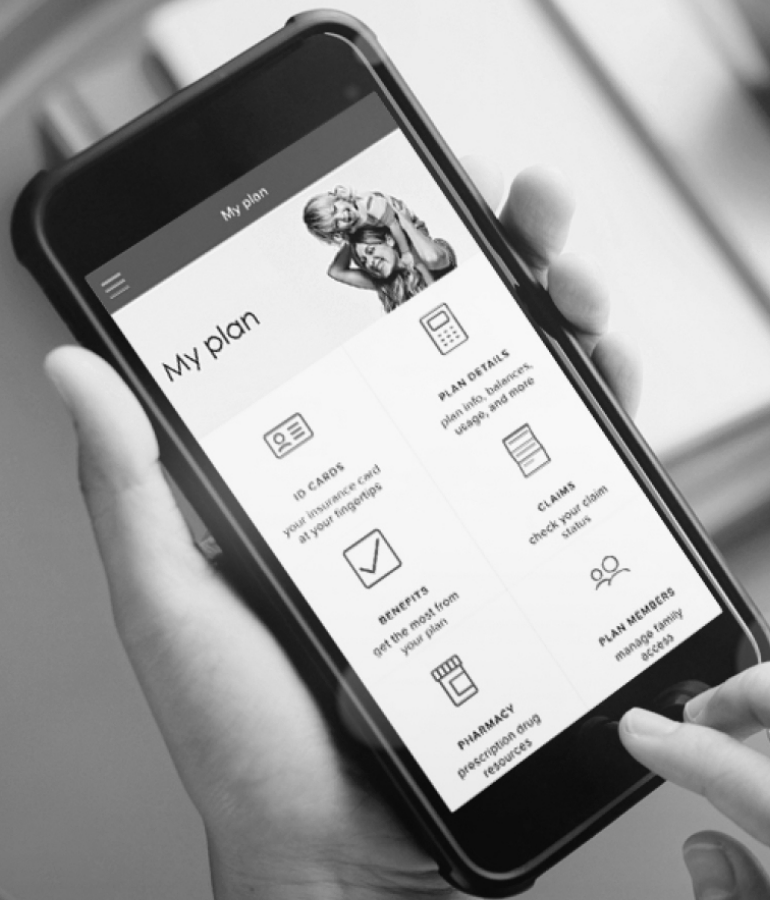 My plan
My plan
ID CARDS
your insurance card
at your fingertips
PLAN DETAILS
plan info, balances,
usage, and more
BENEFITS
get the most from
your plan
CLAIMS
check your claim
status
PHARMACY
prescription drug
resources
PLAN MEMBERS
manage family
access